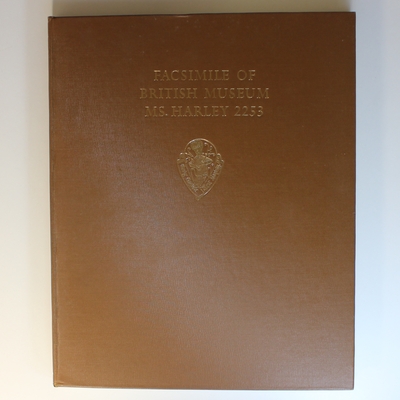 FACSIMILE OF
BRITISH MUSEUM
MS. HARLEY 2253